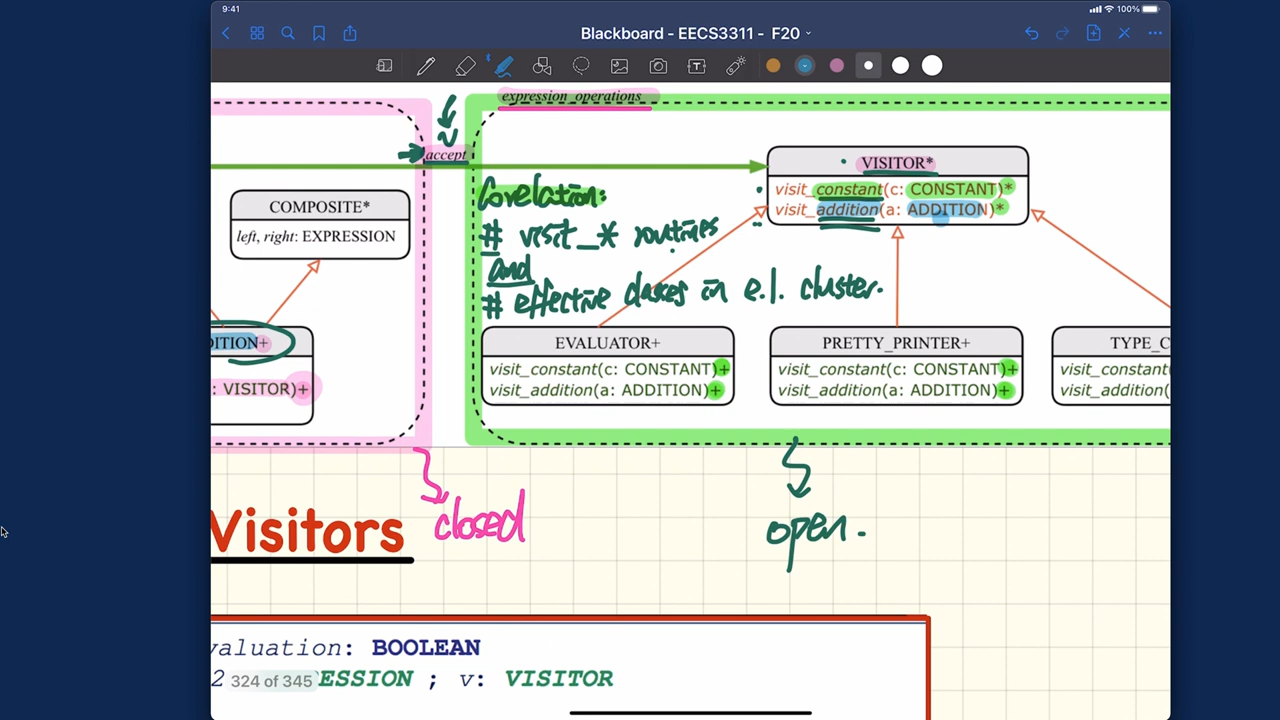 9:41
100%
Blackboard - EECS3311 - F20
expression_operations
accept
VISITOR*
visit_constant(c: CONSTANT)*
visit_addition(a: ADDITION)*
COMPOSITE*
left, right: EXPRESSION
Corelation:
# visit_* routines
and
# effective classes in e.l. cluster.
DITION+
: VISITOR)+
EVALUATOR+
visit_constant(c: CONSTANT)+
visit_addition(a: ADDITION)+
PRETTY_PRINTER+
visit_constant(c: CONSTANT)+
visit_addition(a: ADDITION)+
TYPE_C
visit_constant
visit_addition(
closed
open.
Visitors
valuation: BOOLEAN
2 324 of 345 ESSION ; v: VISITOR